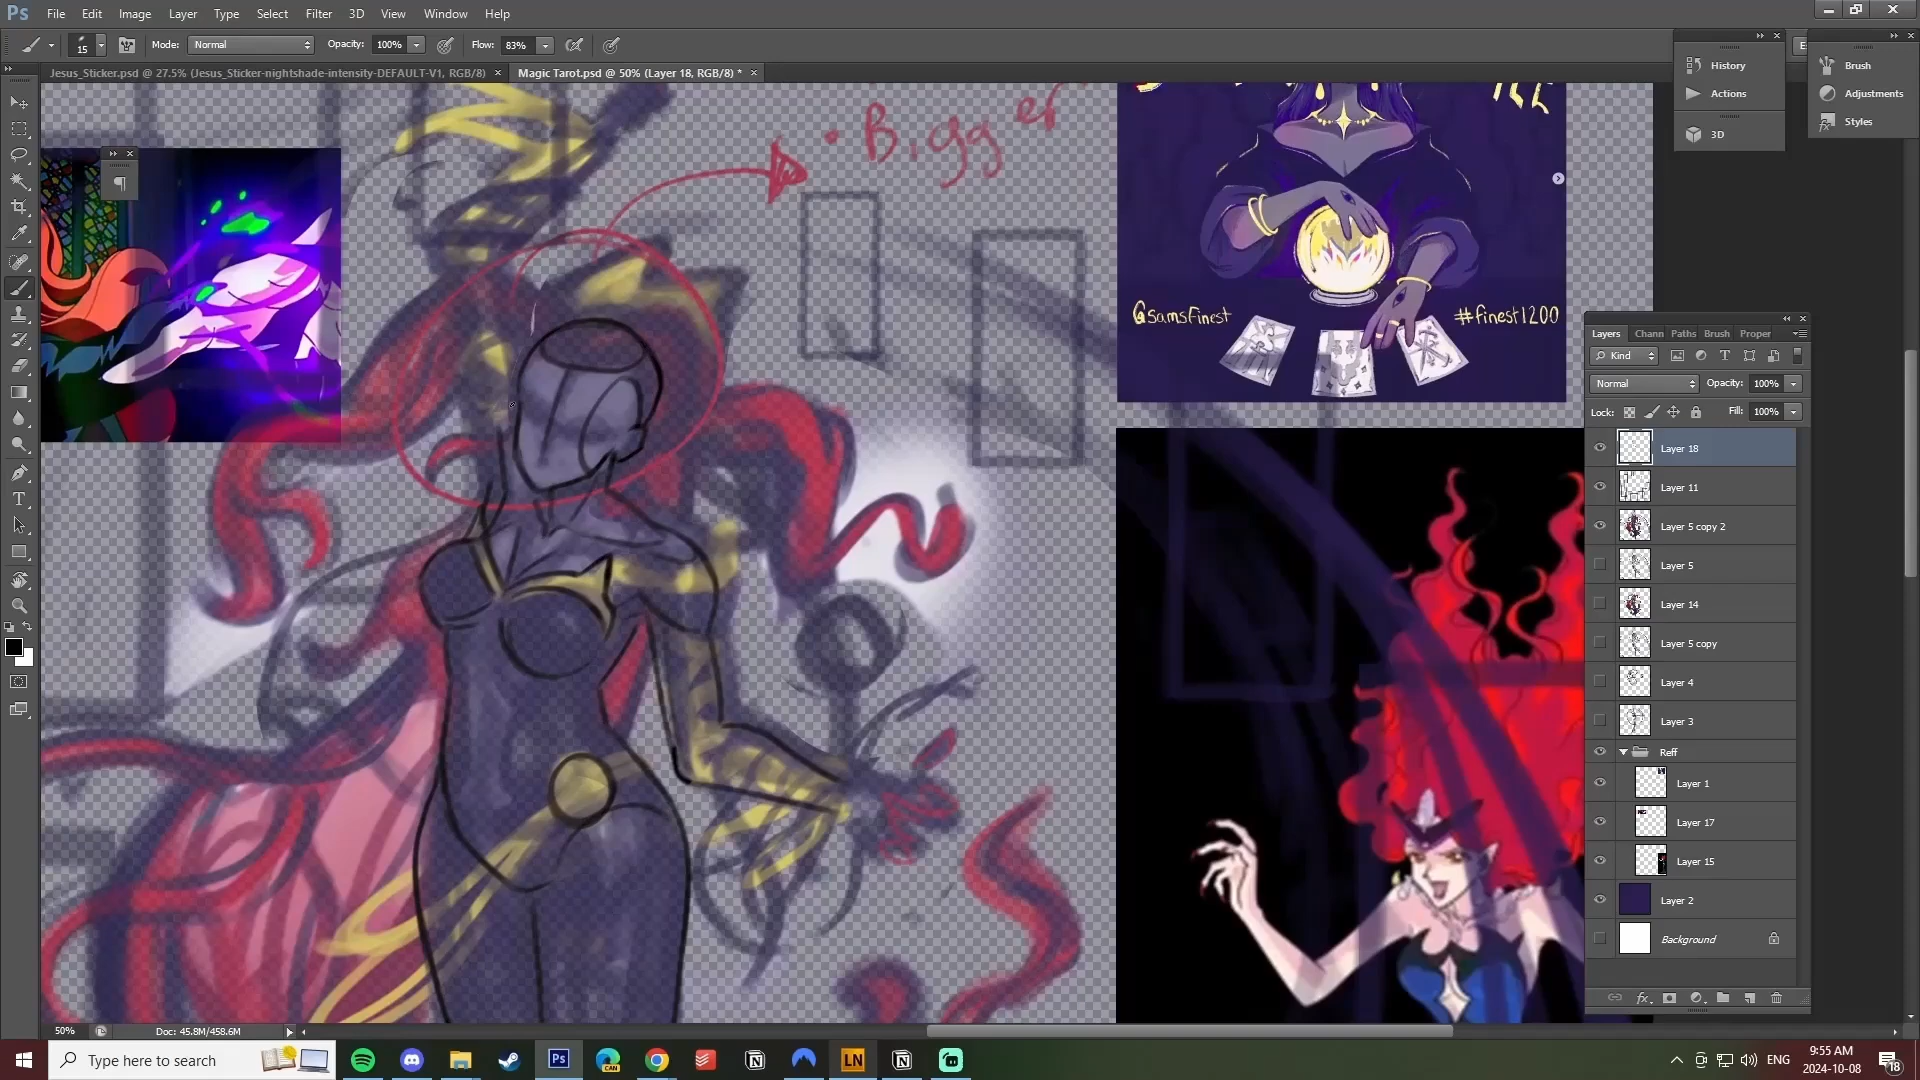 Ps File Edit Image Layer Type Select Filter 3D View Window Help
15 Mode: Normal Opacity: 100% Flow: 83%
Jesus_Sticker.psd @ 27.5% (Jesus_Sticker-nightshade-intensity-DEFAULT-V1, RGB/8) ×
Magic Tarot.psd @ 50% (Layer 18, RGB/8) * ×
History
Actions
3D
Brush
Adjustments
Styles
Bigger
@SamsFinest
#finest1200
Layers Chann Paths Brush Proper
Kind
Normal Opacity: 100%
Lock: Fill: 100%
Layer 18
Layer 11
Layer 5 copy 2
Layer 5
Layer 14
Layer 5 copy
Layer 4
Layer 3
Reff
Layer 1
Layer 17
Layer 15
Layer 2
Background
50% Doc: 45.8M/458.6M
Type here to search
Ps
CAN
LN
ENG
9:55 AM
2024-10-08
18